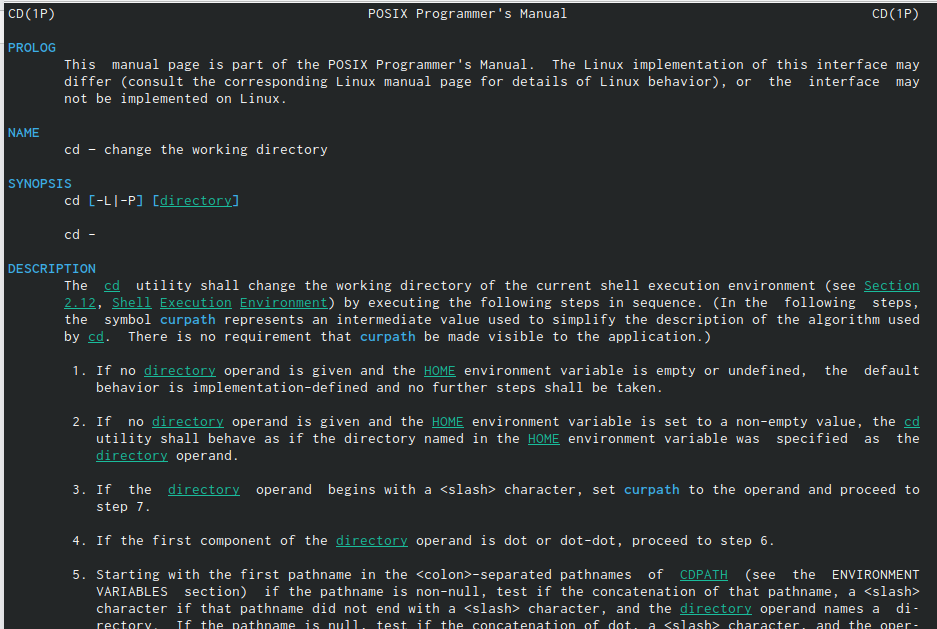 CD(1P) POSIX Programmer's Manual CD(1P)
PROLOG
This manual page is part of the POSIX Programmer's Manual. The Linux implementation of this interface may
differ (consult the corresponding Linux manual page for details of Linux behavior), or the interface may
not be implemented on Linux.
NAME
cd - change the working directory
SYNOPSIS
cd [-L|-P] [directory]
cd -
DESCRIPTION
The cd utility shall change the working directory of the current shell execution environment (see Section
2.12, Shell Execution Environment) by executing the following steps in sequence. (In the following steps,
the symbol curpath represents an intermediate value used to simplify the description of the algorithm used
by cd. There is no requirement that curpath be made visible to the application.)
1. If no directory operand is given and the HOME environment variable is empty or undefined, the default
behavior is implementation-defined and no further steps shall be taken.
2. If no directory operand is given and the HOME environment variable is set to a non-empty value, the cd
utility shall behave as if the directory named in the HOME environment variable was specified as the
directory operand.
3. If the directory operand begins with a <slash> character, set curpath to the operand and proceed to
step 7.
4. If the first component of the directory operand is dot or dot-dot, proceed to step 6.
5. Starting with the first pathname in the <colon>-separated pathnames of CDPATH (see the ENVIRONMENT
VARIABLES section) if the pathname is non-null, test if the concatenation of that pathname, a <slash>
character if that pathname did not end with a <slash> character, and the directory operand names a di-
rectory. If the pathname is null, test if the concatenation of dot, a <slash> character, and the oper-